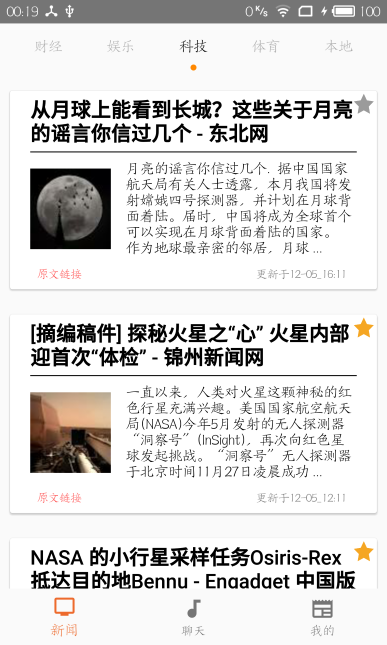 00:19 0 K/s 100
财经 娱乐 科技 体育 本地
从月球上能看到长城？这些关于月亮
的谣言你信过几个 - 东北网
月亮的谣言你信过几个. 据中国国家
航天局有关人士透露，本月我国将发
射嫦娥四号探测器，并计划在月球背
面着陆。届时，中国将成为全球首个
可以实现在月球背面着陆的国家。
作为地球最亲密的邻居，月球 ...
原文链接 更新于12-05_16:11
[摘编稿件] 探秘火星之“心” 火星内部
迎首次“体检” - 锦州新闻网
一直以来，人类对火星这颗神秘的红
色行星充满兴趣。美国国家航空航天
局(NASA)今年5月发射的无人探测器
“洞察号”(InSight)，再次向红色星
球发起挑战。“洞察号”无人探测器
于北京时间11月27日凌晨成功 ...
原文链接 更新于12-05_12:11
NASA 的小行星采样任务Osiris-Rex
抵达目的地Bennu - Engadget 中国版
新闻 聊天 我的